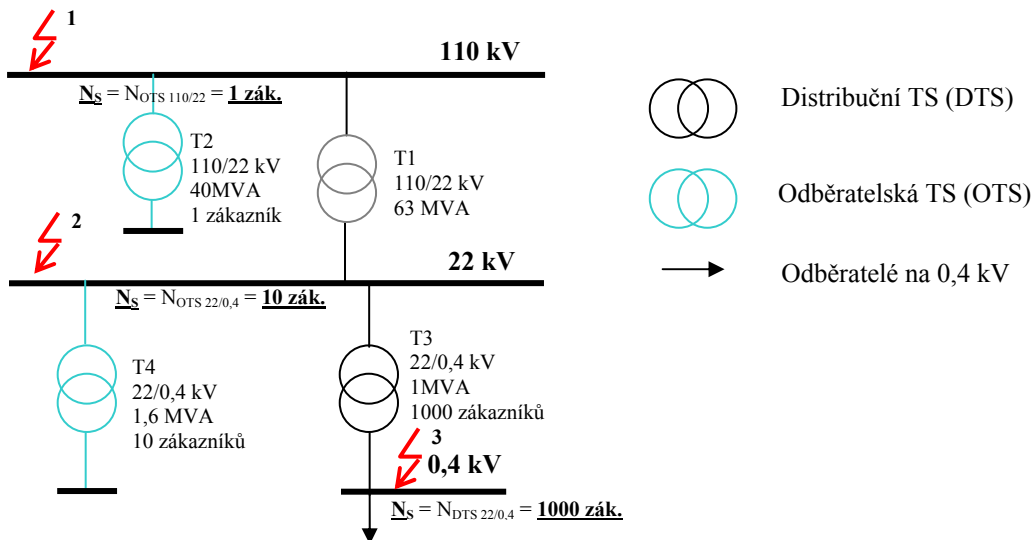 1
110 kV
N_S = N_OTS 110/22 = 1 zák.
T2
110/22 kV
40MVA
1 zákazník
T1
110/22 kV
63 MVA
Distribuční TS (DTS)
Odběratelská TS (OTS)
Odběratelé na 0,4 kV
2
22 kV
N_S = N_OTS 22/0,4 = 10 zák.
T4
22/0,4 kV
1,6 MVA
10 zákazníků
T3
22/0,4 kV
1MVA
1000 zákazníků
3
0,4 kV
N_S = N_DTS 22/0,4 = 1000 zák.